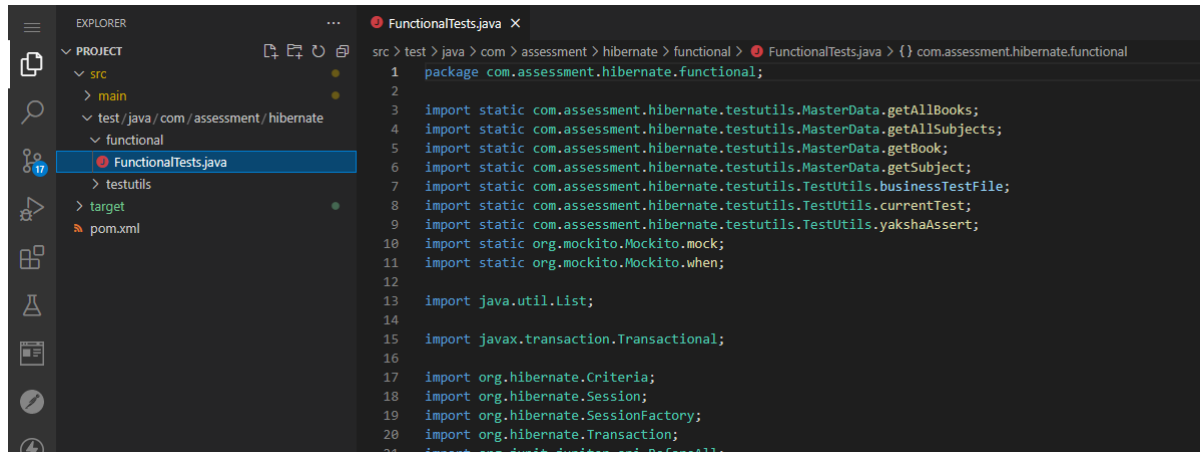 EXPLORER
...
PROJECT
src
main
test/java/com/assessment/hibernate
functional
FunctionalTests.java
testutils
target
pom.xml
17
FunctionalTests.java
src > test > java > com > assessment > hibernate > functional > FunctionalTests.java > {} com.assessment.hibernate.functional
1 package com.assessment.hibernate.functional;
2
3 import static com.assessment.hibernate.testutils.MasterData.getAllBooks;
4 import static com.assessment.hibernate.testutils.MasterData.getAllSubjects;
5 import static com.assessment.hibernate.testutils.MasterData.getBook;
6 import static com.assessment.hibernate.testutils.MasterData.getSubject;
7 import static com.assessment.hibernate.testutils.TestUtils.businessTestFile;
8 import static com.assessment.hibernate.testutils.TestUtils.currentTest;
9 import static com.assessment.hibernate.testutils.TestUtils.yakshaAssert;
10 import static org.mockito.Mockito.mock;
11 import static org.mockito.Mockito.when;
12
13 import java.util.List;
14
15 import javax.transaction.Transactional;
16
17 import org.hibernate.Criteria;
18 import org.hibernate.Session;
19 import org.hibernate.SessionFactory;
20 import org.hibernate.Transaction;
21 import org.junit.jupiter.api.BeforeAll;